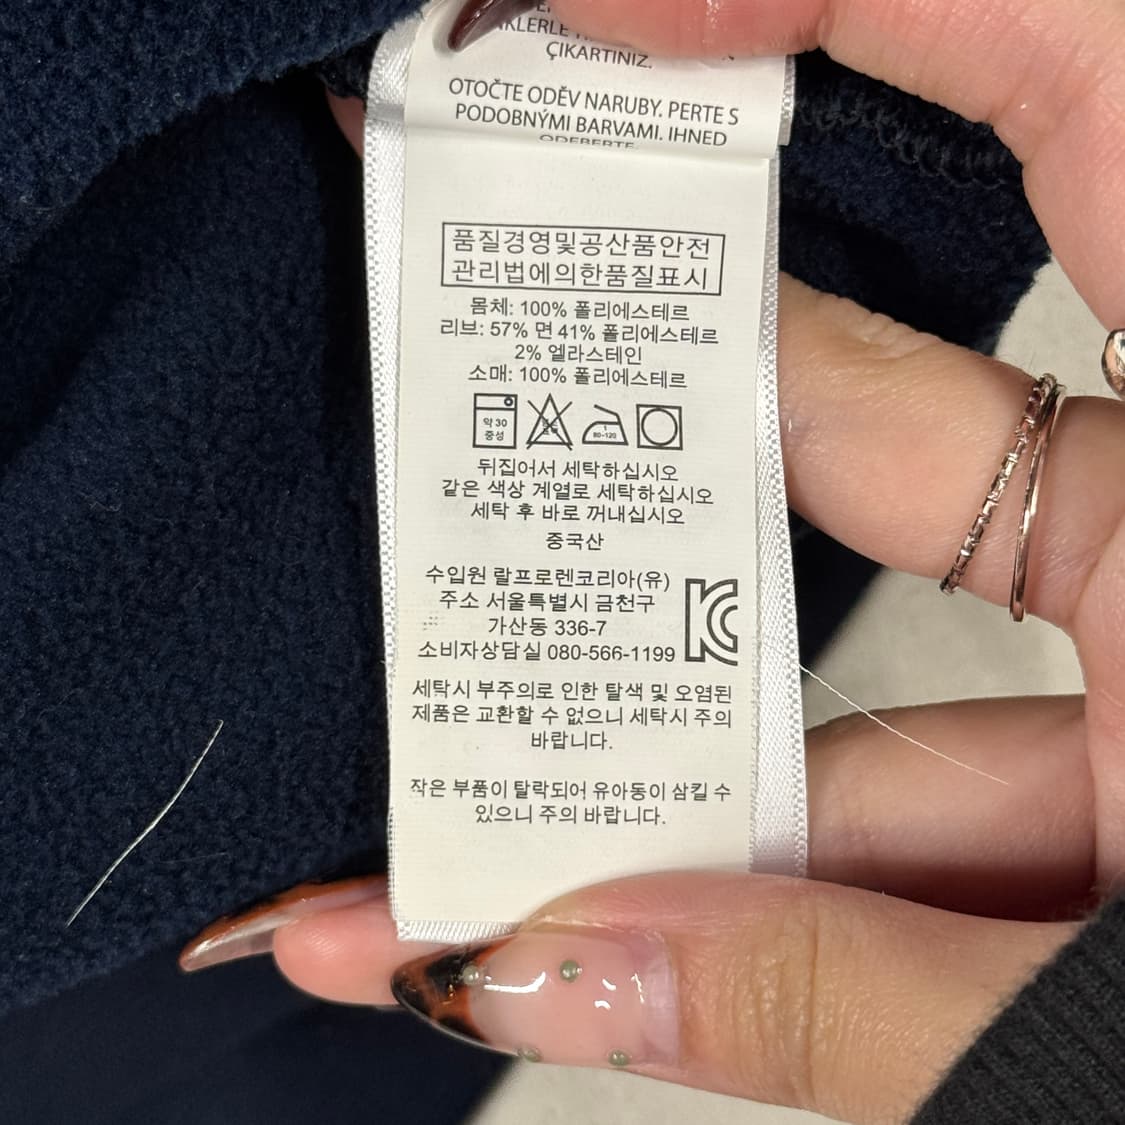 ÇIKARTINIZ.
OTOČTE ODĚV NARUBY. PERTE S
PODOBNÝMI BARVAMI. IHNED
ODEBERTE.
품질경영및공산품안전
관리법에의한품질표시
몸체: 100% 폴리에스테르
리브: 57% 면 41% 폴리에스테르
2% 엘라스테인
소매: 100% 폴리에스테르
약 30
중성
1
80~120
뒤집어서 세탁하십시오
같은 색상 계열로 세탁하십시오
세탁 후 바로 꺼내십시오
중국산
수입원 랄프로렌코리아(유)
주소 서울특별시 금천구
가산동 336-7
소비자상담실 080-566-1199
세탁시 부주의로 인한 탈색 및 오염된
제품은 교환할 수 없으니 세탁시 주의
바랍니다.
작은 부품이 탈락되어 유아동이 삼킬 수
있으니 주의 바랍니다.